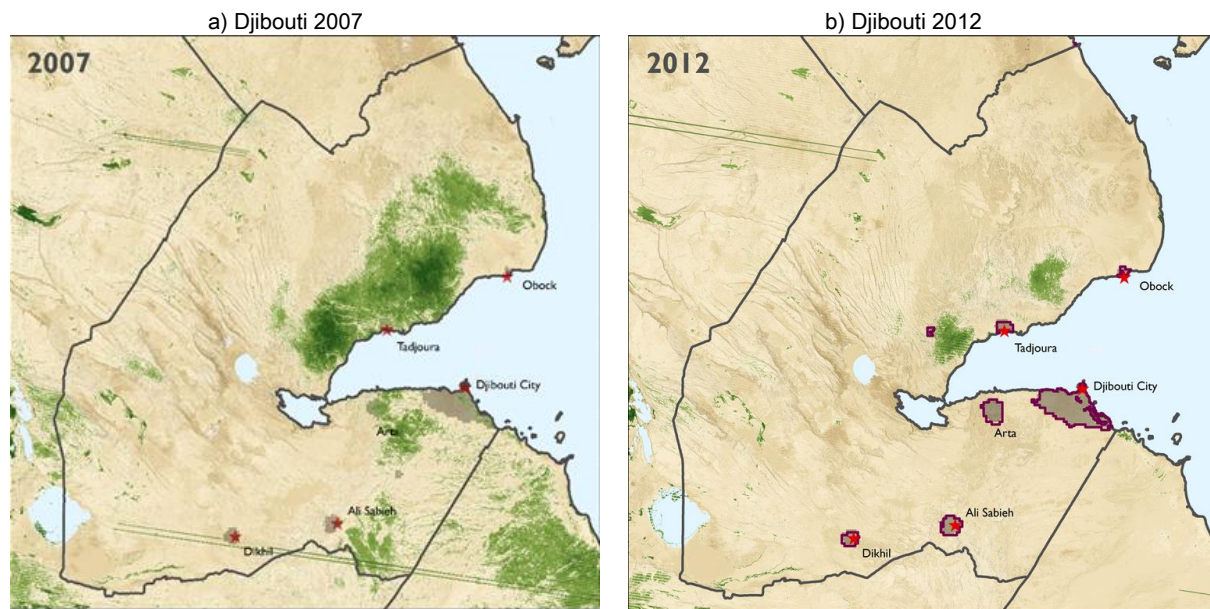 a) Djibouti 2007
2007
Obock
Tadjoura
Djibouti City
Arta
Ali Sabieh
Dikhil
b) Djibouti 2012
2012
Obock
Tadjoura
Djibouti City
Arta
Ali Sabieh
Dikhil